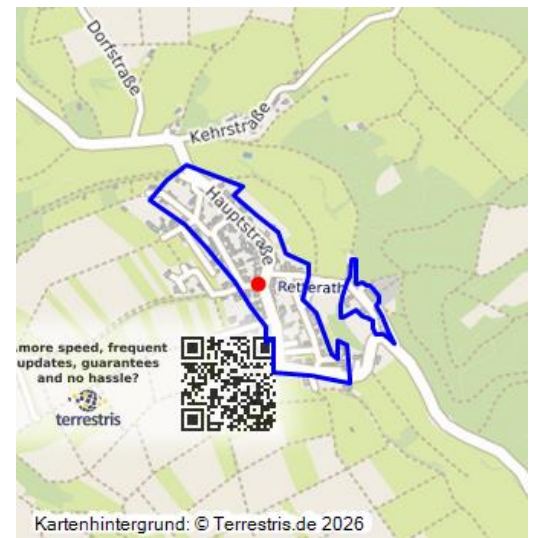 Dorfstraße
Kehrstraße
Hauptstraße
Retterath
.more speed, frequent
updates, guarantees
and no hassle?
terrestris
Kartenhintergrund: © Terrestris.de 2026